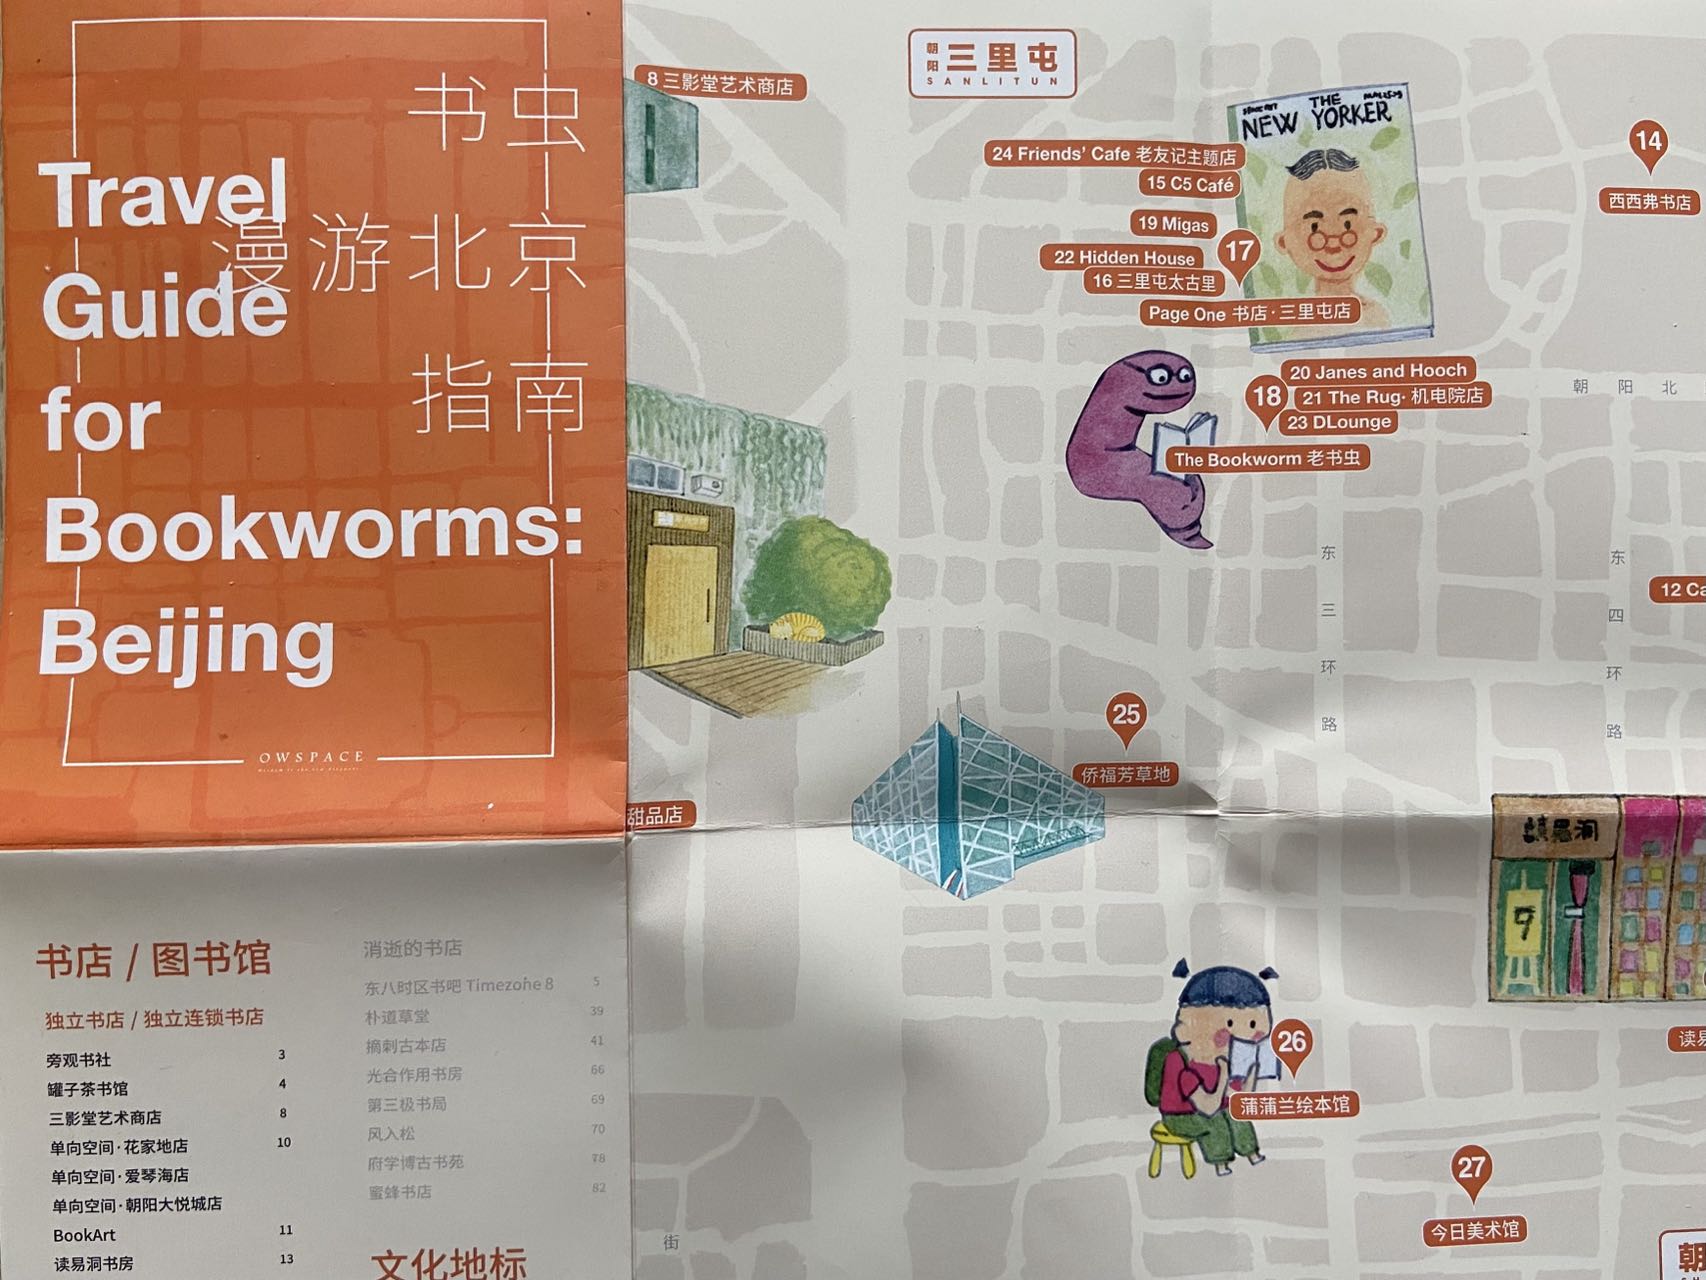 书虫
漫游北京
指南
Travel
Guide
for
Bookworms:
Beijing
OWSPACE
8 三影堂艺术商店
朝阳 三里屯
SANLITUN
THE
NEW YORKER
24 Friends' Cafe 老友记主题店
15 C5 Café
19 Migas
22 Hidden House
17
16 三里屯太古里
Page One 书店·三里屯店
14
西西弗书店
20 Janes and Hooch
18
21 The Rug·机电院店
23 DLounge
The Bookworm 老书虫
朝阳北
东三环路
东四环路
12 Ca
25
侨福芳草地
甜品店
读易洞
26
蒲蒲兰绘本馆
27
今日美术馆
读易
朝
街
书店 / 图书馆
独立书店 / 独立连锁书店
旁观书社 3
罐子茶书馆 4
三影堂艺术商店 8
单向空间·花家地店 10
单向空间·爱琴海店
单向空间·朝阳大悦城店
BookArt 11
读易洞书房 13
消逝的书店
东八时区书吧 Timezone 8 5
朴道草堂 39
摘刺古本店 41
光合作用书房 66
第三极书局 69
风入松 70
府学博古书苑 78
蜜蜂书店 82
文化地标